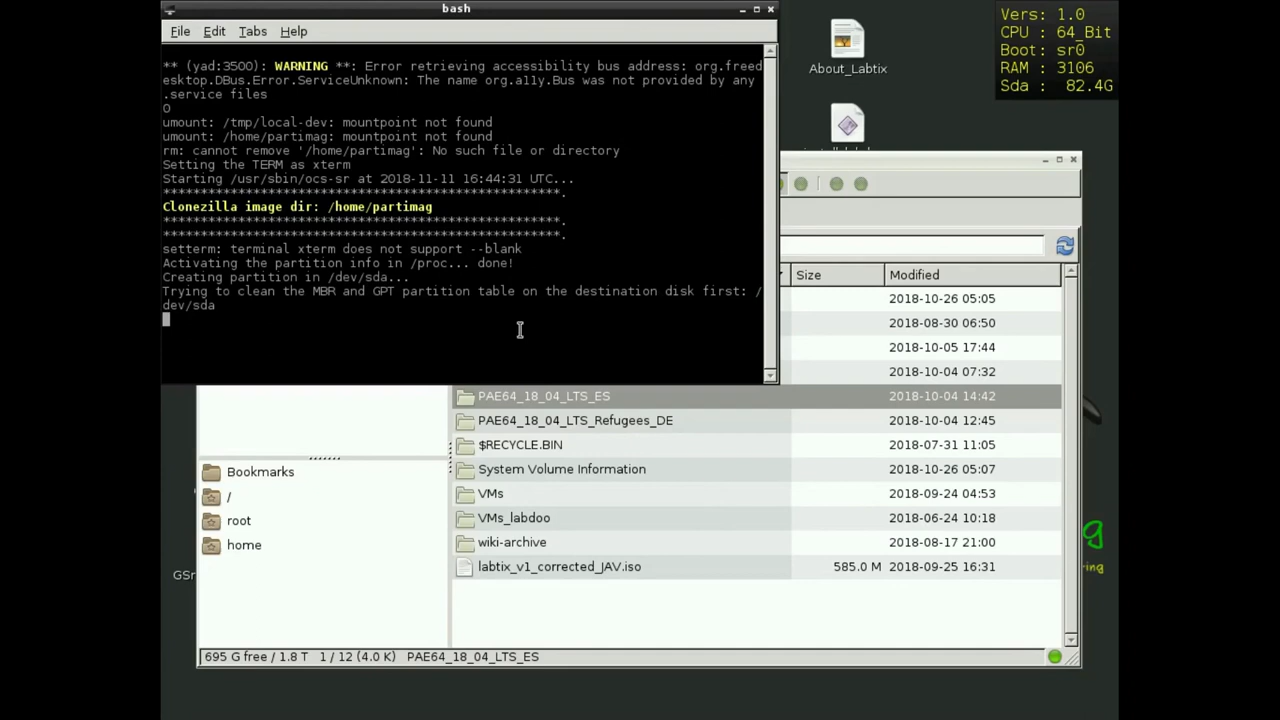 bash
File Edit Tabs Help
** (yad:3500): WARNING **: Error retrieving accessibility bus address: org.freed
esktop.DBus.Error.ServiceUnknown: The name org.a11y.Bus was not provided by any
.service files
0
umount: /tmp/local-dev: mountpoint not found
umount: /home/partimag: mountpoint not found
rm: cannot remove '/home/partimag': No such file or directory
Setting the TERM as xterm
Starting /usr/sbin/ocs-sr at 2018-11-11 16:44:31 UTC...
*****************************************************.
Clonezilla image dir: /home/partimag
*****************************************************.
*****************************************************.
setterm: terminal xterm does not support --blank
Activating the partition info in /proc... done!
Creating partition in /dev/sda...
Trying to clean the MBR and GPT partition table on the destination disk first: /
dev/sda
About_Labtix
Vers: 1.0
CPU : 64_Bit
Boot: sr0
RAM : 3106
Sda : 82.4G
Size Modified
2018-10-26 05:05
2018-08-30 06:50
2018-10-05 17:44
2018-10-04 07:32
PAE64_18_04_LTS_ES 2018-10-04 14:42
PAE64_18_04_LTS_Refugees_DE 2018-10-04 12:45
$RECYCLE.BIN 2018-07-31 11:05
System Volume Information 2018-10-26 05:07
VMs 2018-09-24 04:53
VMs_labdoo 2018-06-24 10:18
wiki-archive 2018-08-17 21:00
labtix_v1_corrected_JAV.iso 585.0 M 2018-09-25 16:31
Bookmarks
/
root
home
GSr
g
ing
695 G free / 1.8 T 1 / 12 (4.0 K) PAE64_18_04_LTS_ES